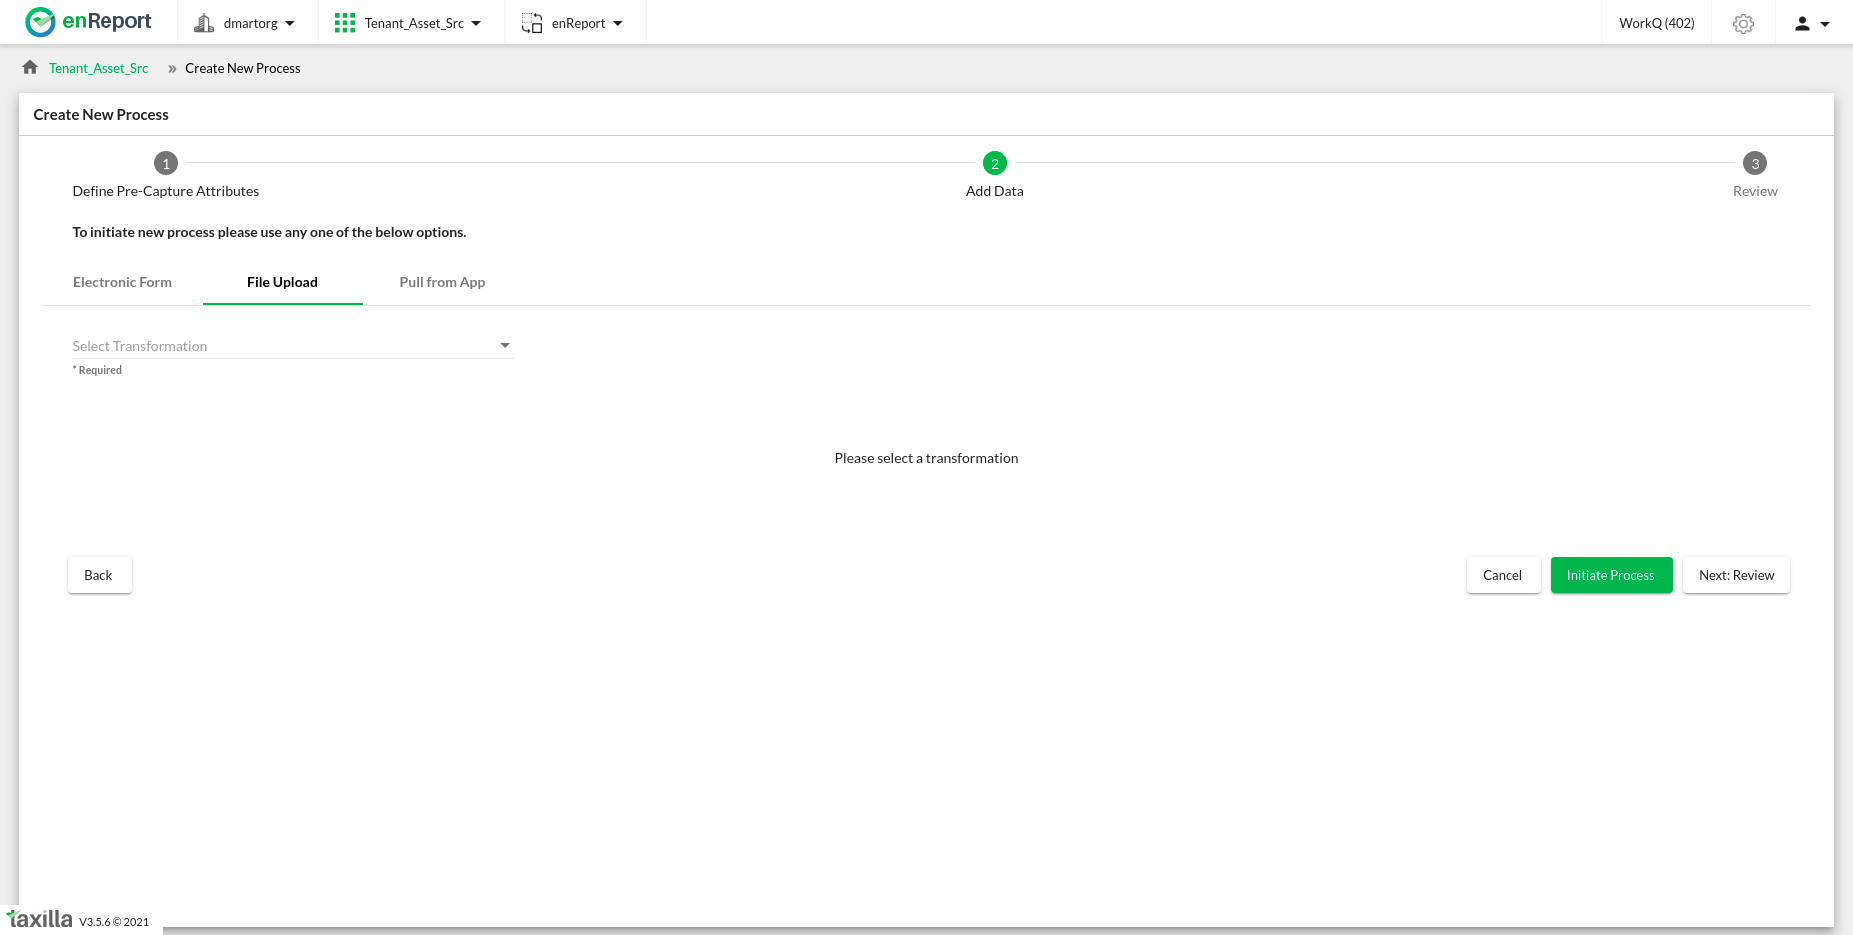 enReport dmartorg Tenant_Asset_Src enReport WorkQ (402)
Tenant_Asset_Src » Create New Process
Create New Process
1 2 3
Define Pre-Capture Attributes Add Data Review
To initiate new process please use any one of the below options.
Electronic Form File Upload Pull from App
Select Transformation
* Required
Please select a transformation
Back Cancel Initiate Process Next: Review
taxilla V3.5.6 © 2021